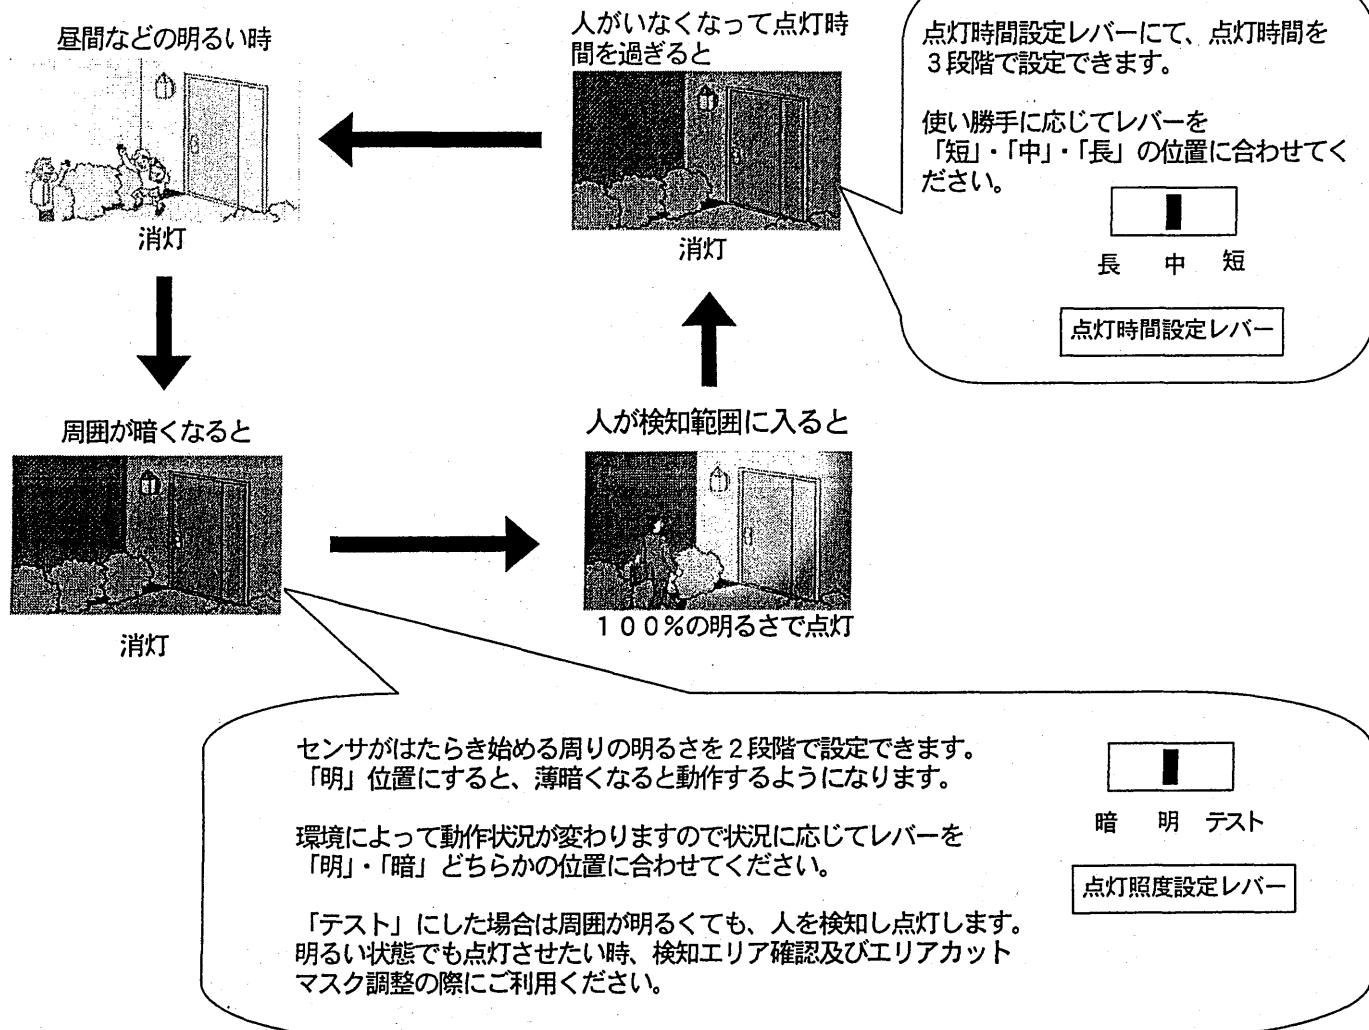 昼間などの明るい時
消灯
人がいなくなって点灯時
間を過ぎると
消灯
点灯時間設定レバーにて、点灯時間を
３段階で設定できます。
使い勝手に応じてレバーを
「短」・「中」・「長」の位置に合わせてく
ださい。
長 中 短
点灯時間設定レバー
周囲が暗くなると
消灯
人が検知範囲に入ると
１００％の明るさで点灯
センサがはたらき始める周りの明るさを２段階で設定できます。
「明」位置にすると、薄暗くなると動作するようになります。
環境によって動作状況が変わりますので状況に応じてレバーを
「明」・「暗」どちらかの位置に合わせてください。
「テスト」にした場合は周囲が明るくても、人を検知し点灯します。
明るい状態でも点灯させたい時、検知エリア確認及びエリアカット
マスク調整の際にご利用ください。
暗 明 テスト
点灯照度設定レバー